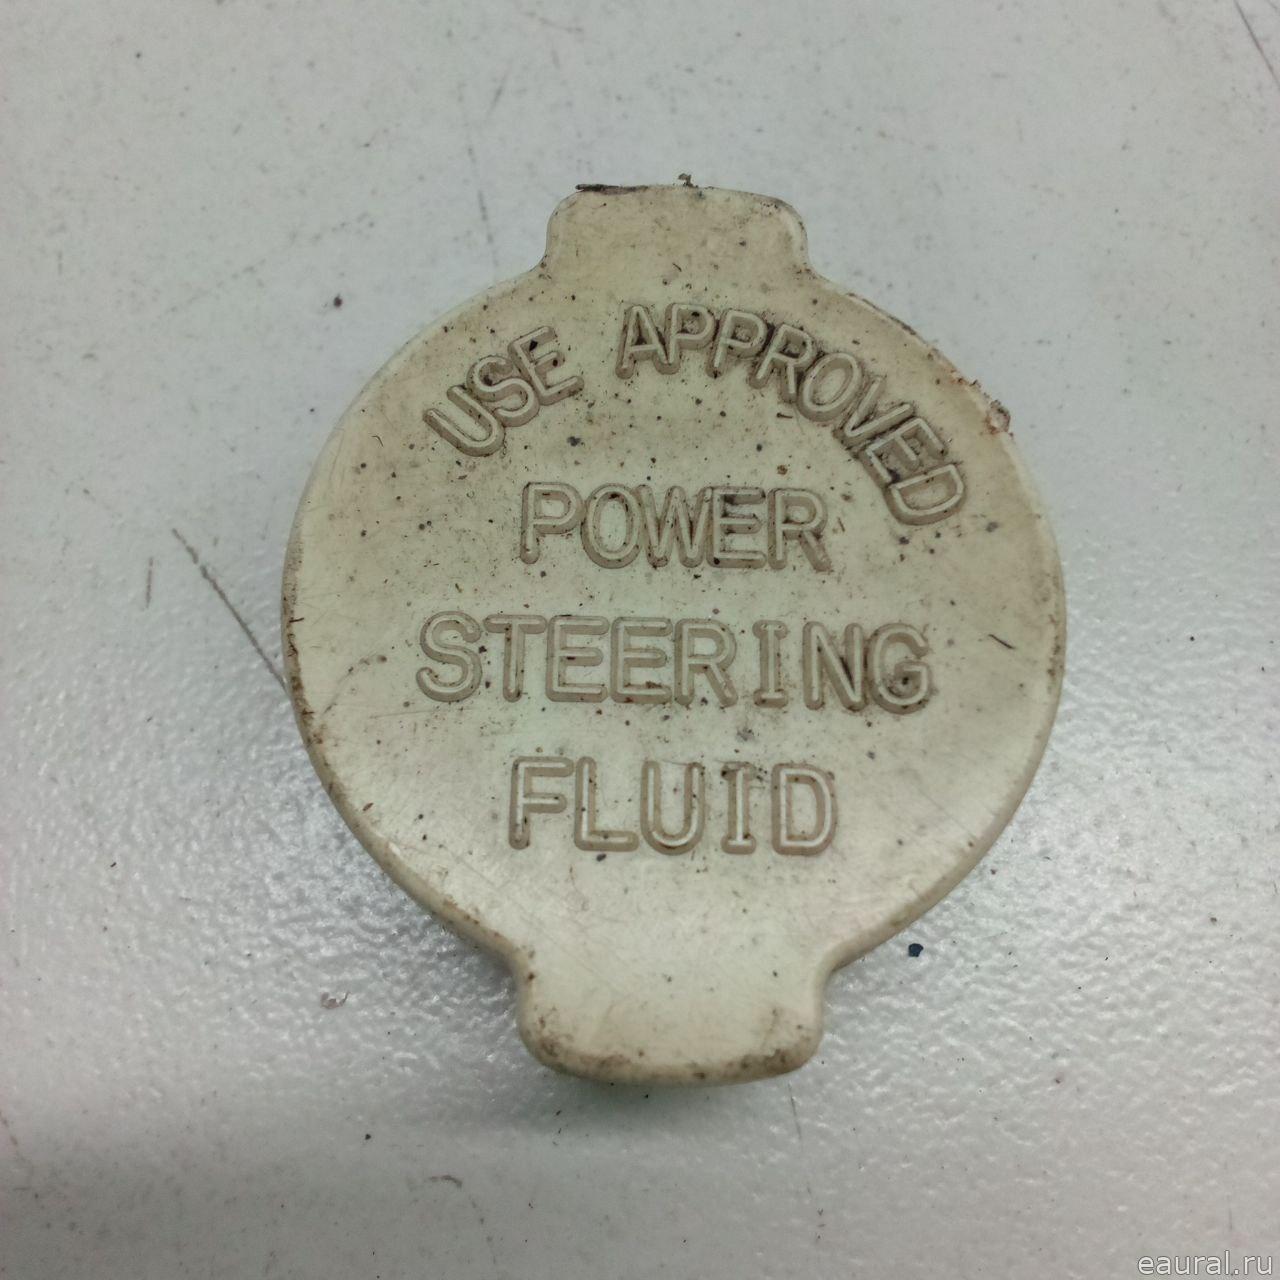 USE APPROVED
POWER
STEERING
FLUID
eaural.ru